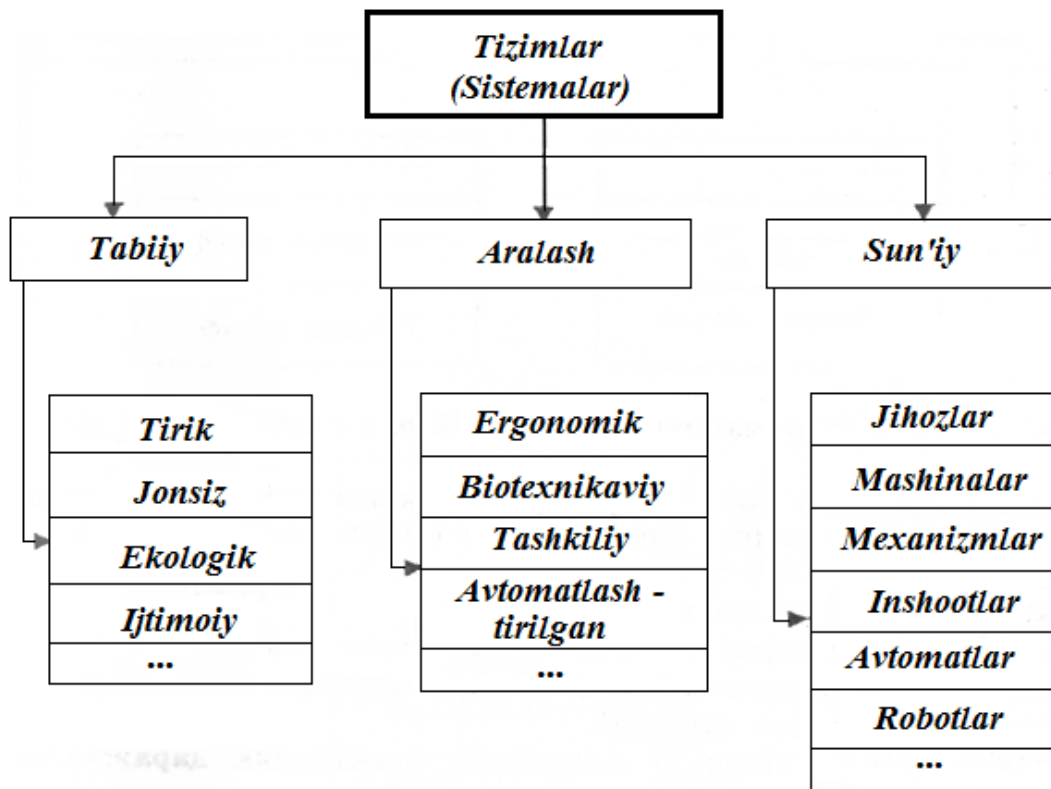 Tizimlar
(Sistemalar)
Tabiiy
Aralash
Sun'iy
Tirik
Jonsiz
Ekologik
Ijtimoiy
...
Ergonomik
Biotexnikaviy
Tashkiliy
Avtomatlash -
tirilgan
...
Jihozlar
Mashinalar
Mexanizmlar
Inshootlar
Avtomatlar
Robotlar
...